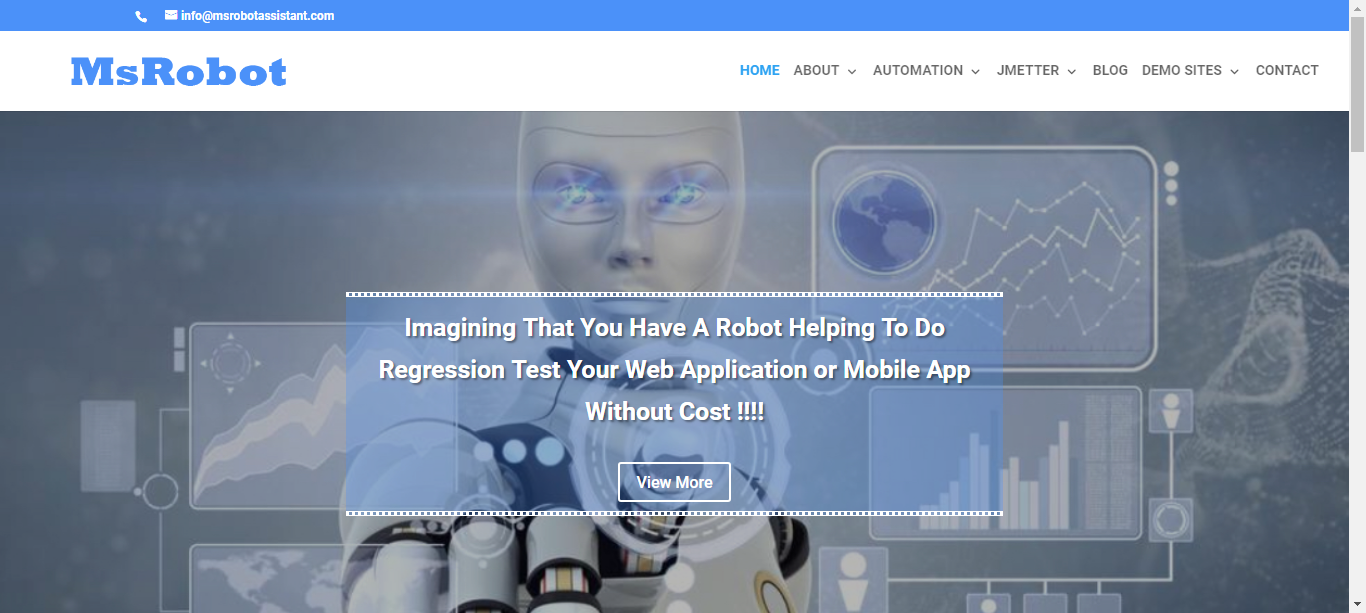 info@msrobotassistant.com
MsRobot
HOME ABOUT AUTOMATION JMETTER BLOG DEMO SITES CONTACT
Imagining That You Have A Robot Helping To Do
Regression Test Your Web Application or Mobile App
Without Cost !!!!
View More